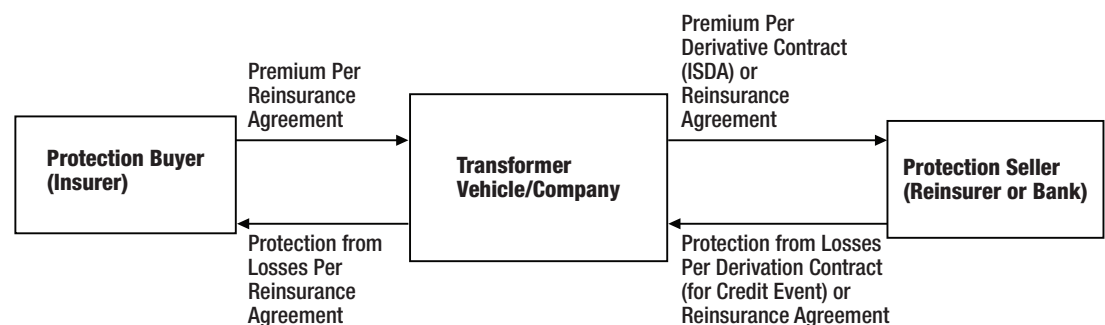 Protection Buyer
(Insurer)
Premium Per
Reinsurance
Agreement
Protection from
Losses Per
Reinsurance
Agreement
Transformer
Vehicle/Company
Premium Per
Derivative Contract
(ISDA) or
Reinsurance
Agreement
Protection from Losses
Per Derivation Contract
(for Credit Event) or
Reinsurance Agreement
Protection Seller
(Reinsurer or Bank)